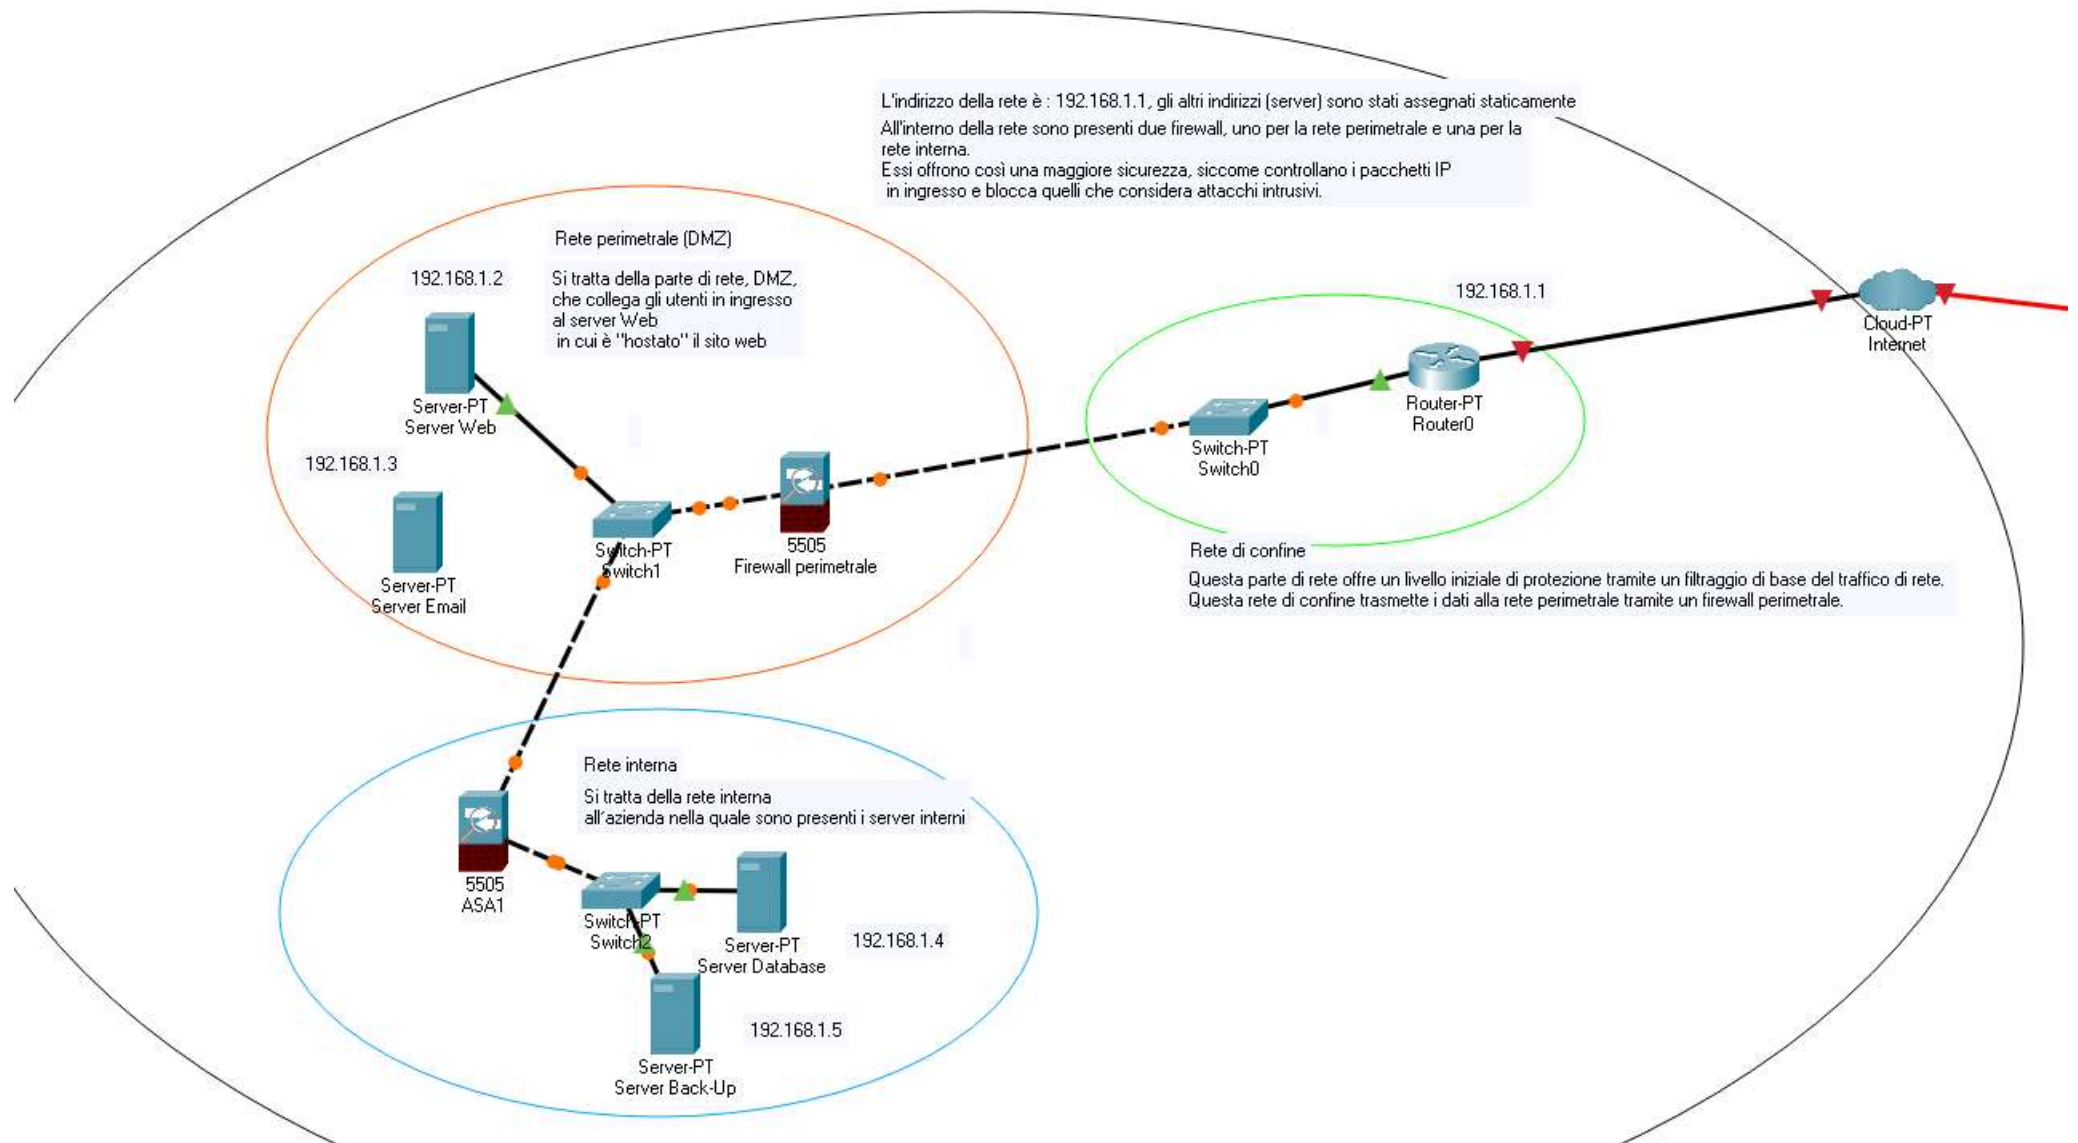 L'indirizzo della rete è : 192.168.1.1, gli altri indirizzi (server) sono stati assegnati staticamente
All'interno della rete sono presenti due firewall, uno per la rete perimetrale e una per la
rete interna.
Essi offrono così una maggiore sicurezza, siccome controllano i pacchetti IP
in ingresso e blocca quelli che considera attacchi intrusivi.
Rete perimetrale (DMZ)
Si tratta della parte di rete, DMZ,
che collega gli utenti in ingresso
al server Web
in cui è "hostato" il sito web
192.168.1.2
Server-PT
Server Web
192.168.1.3
Server-PT
Server Email
Switch-PT
Switch1
5505
Firewall perimetrale
192.168.1.1
Router-PT
Router0
Switch-PT
Switch0
Cloud-PT
Internet
Rete di confine
Questa parte di rete offre un livello iniziale di protezione tramite un filtraggio di base del traffico di rete.
Questa rete di confine trasmette i dati alla rete perimetrale tramite un firewall perimetrale.
Rete interna
Si tratta della rete interna
all'azienda nella quale sono presenti i server interni
5505
ASA1
Switch-PT
Switch2
Server-PT
Server Database
192.168.1.4
Server-PT
Server Back-Up
192.168.1.5